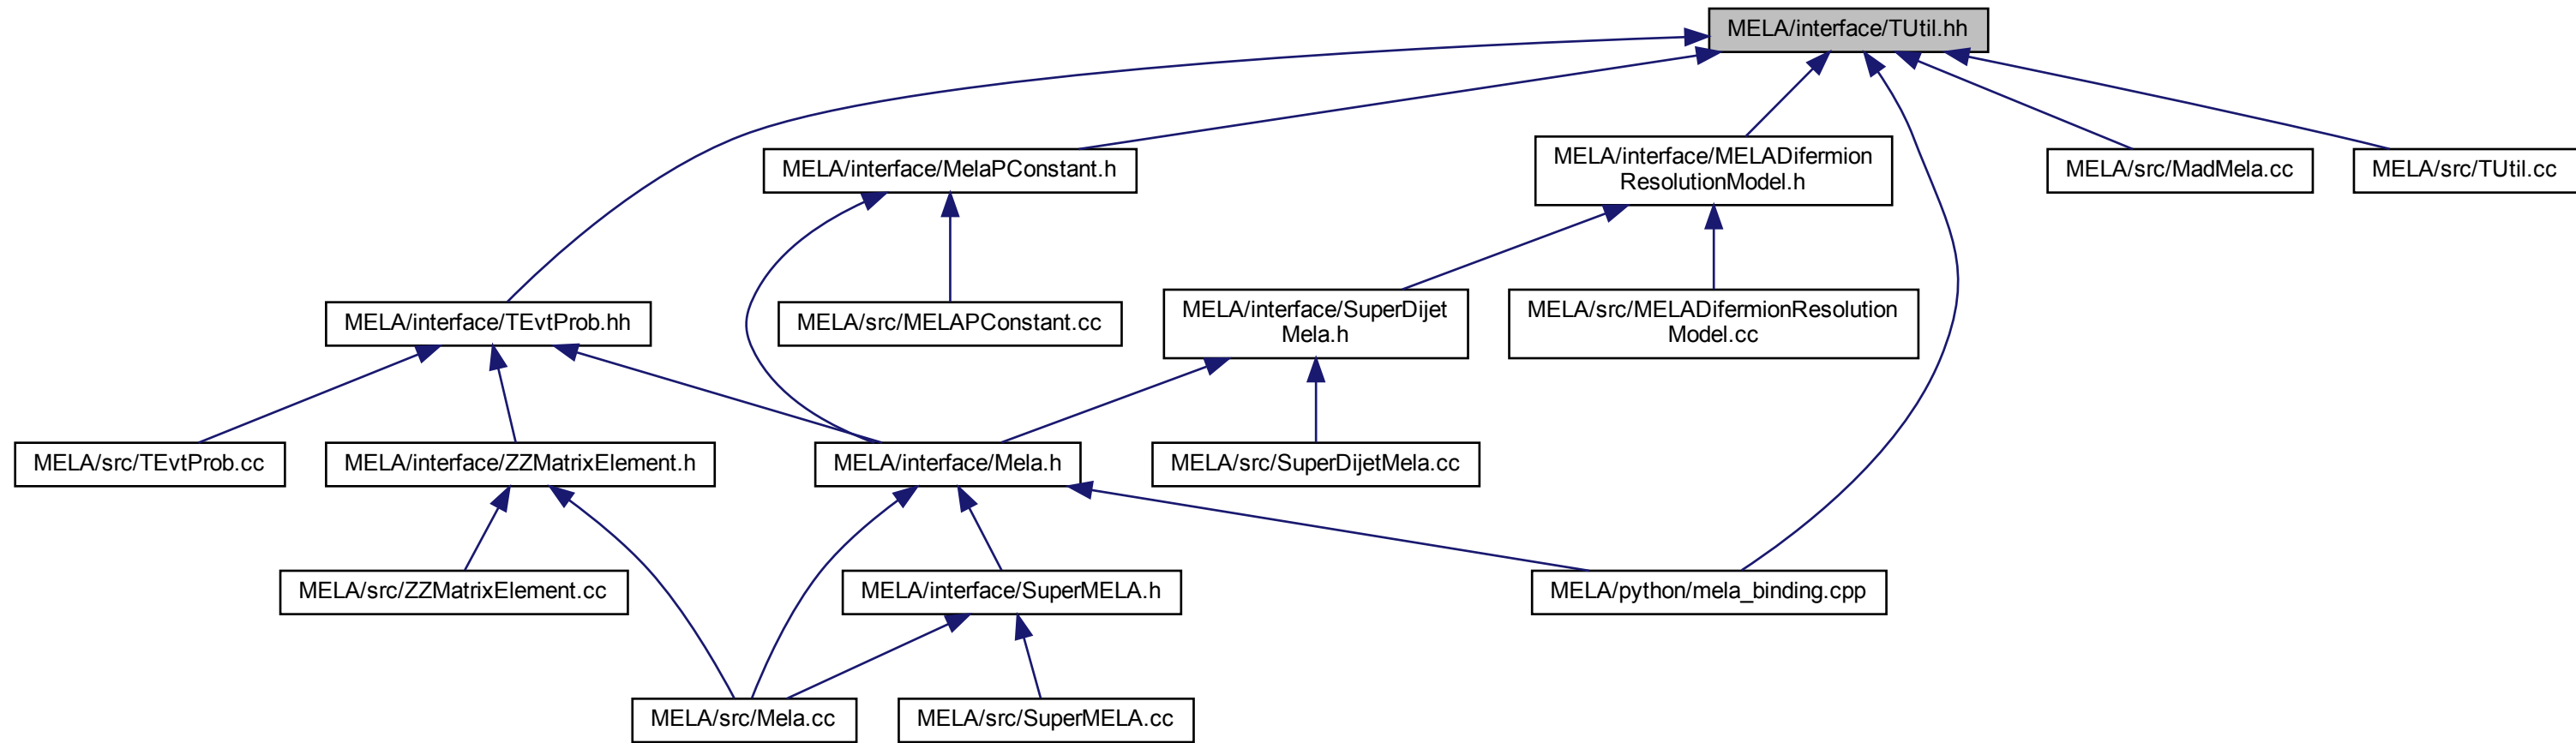 MELA/interface/TUtil.hh
MELA/interface/MelaPConstant.h
MELA/interface/MELADifermion
ResolutionModel.h
MELA/src/MadMela.cc
MELA/src/TUtil.cc
MELA/interface/TEvtProb.hh
MELA/src/MELAPConstant.cc
MELA/interface/SuperDijet
Mela.h
MELA/src/MELADifermionResolution
Model.cc
MELA/src/TEvtProb.cc
MELA/interface/ZZMatrixElement.h
MELA/interface/Mela.h
MELA/src/SuperDijetMela.cc
MELA/src/ZZMatrixElement.cc
MELA/interface/SuperMELA.h
MELA/python/mela_binding.cpp
MELA/src/Mela.cc
MELA/src/SuperMELA.cc